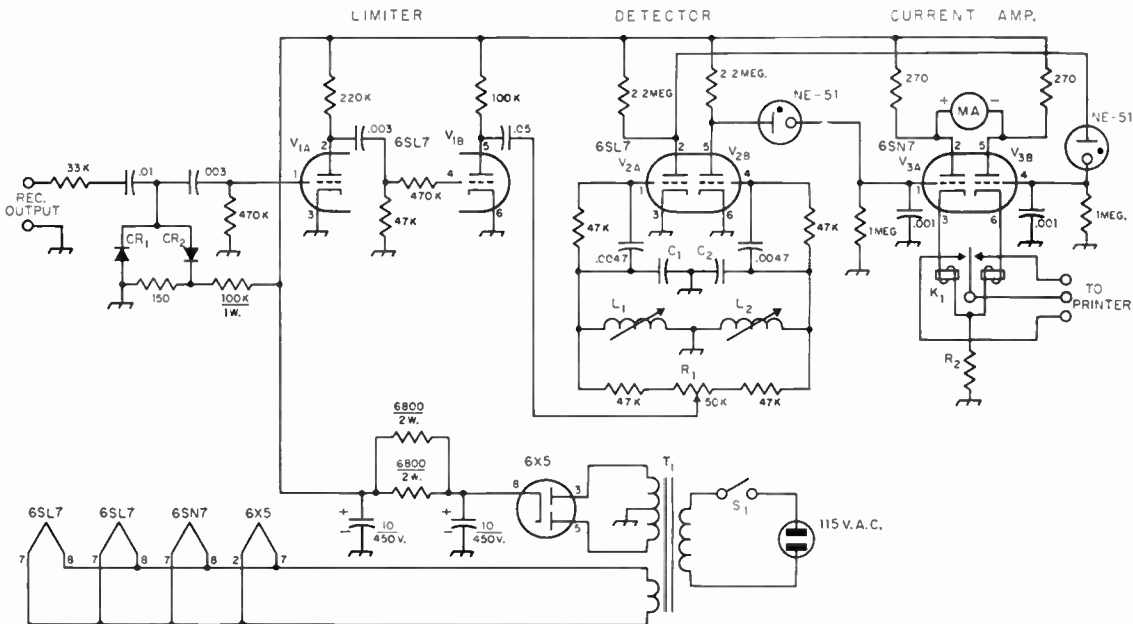 LIMITER DETECTOR CURRENT AMP.
220K
100K
2.2MEG
2.2MEG.
270
270
NE-51
NE-51
+ MA -
.003
6SL7
.05
V1A
V1B
2
5
6SL7
V2A
V2B
2
5
6SN7
V3A
V3B
2
5
33K
.01
.003
1
4
1
4
1
4
REC.
OUTPUT
470K
470K
47K
3
6
47K
47K
3
6
3
6
.0047
C1
C2
.0047
1MEG
.001
.001
1MEG.
CR1
CR2
150
100K
1W.
L1
L2
K1
TO
PRINTER
R1
47K
50K
47K
R2
6800
2W.
6800
2W.
6X5
8
3
5
T1
S1
115 V.A.C.
+
-
10
450V.
+
-
10
450V.
6SL7 6SL7 6SN7 6X5
7 8 7 8 7 8 2 7